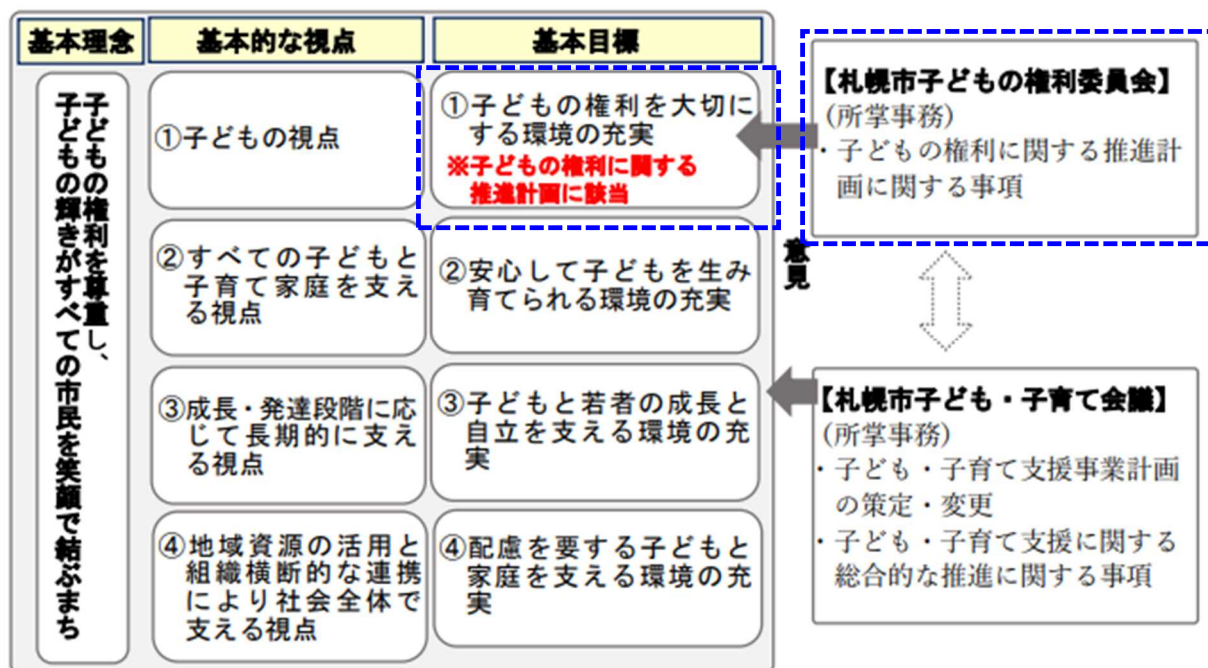 基本理念
基本的な視点
基本目標
子どもの権利を尊重し、
子どもの輝きがすべての市民を笑顔で結ぶまち
①子どもの視点
②すべての子どもと
子育て家庭を支え
る視点
③成長・発達段階に応
じて長期的に支え
る視点
④地域資源の活用と
組織横断的な連携
により社会全体で
支える視点
①子どもの権利を大切に
する環境の充実
※子どもの権利に関する
推進計画に該当
②安心して子どもを生み
育てられる環境の充実
③子どもと若者の成長と
自立を支える環境の充
実
④配慮を要する子どもと
家庭を支える環境の充
実
意見
【札幌市子どもの権利委員会】
(所掌事務)
・子どもの権利に関する推進計
画に関する事項
【札幌市子ども・子育て会議】
(所掌事務)
・子ども・子育て支援事業計画
の策定・変更
・子ども・子育て支援に関する
総合的な推進に関する事項